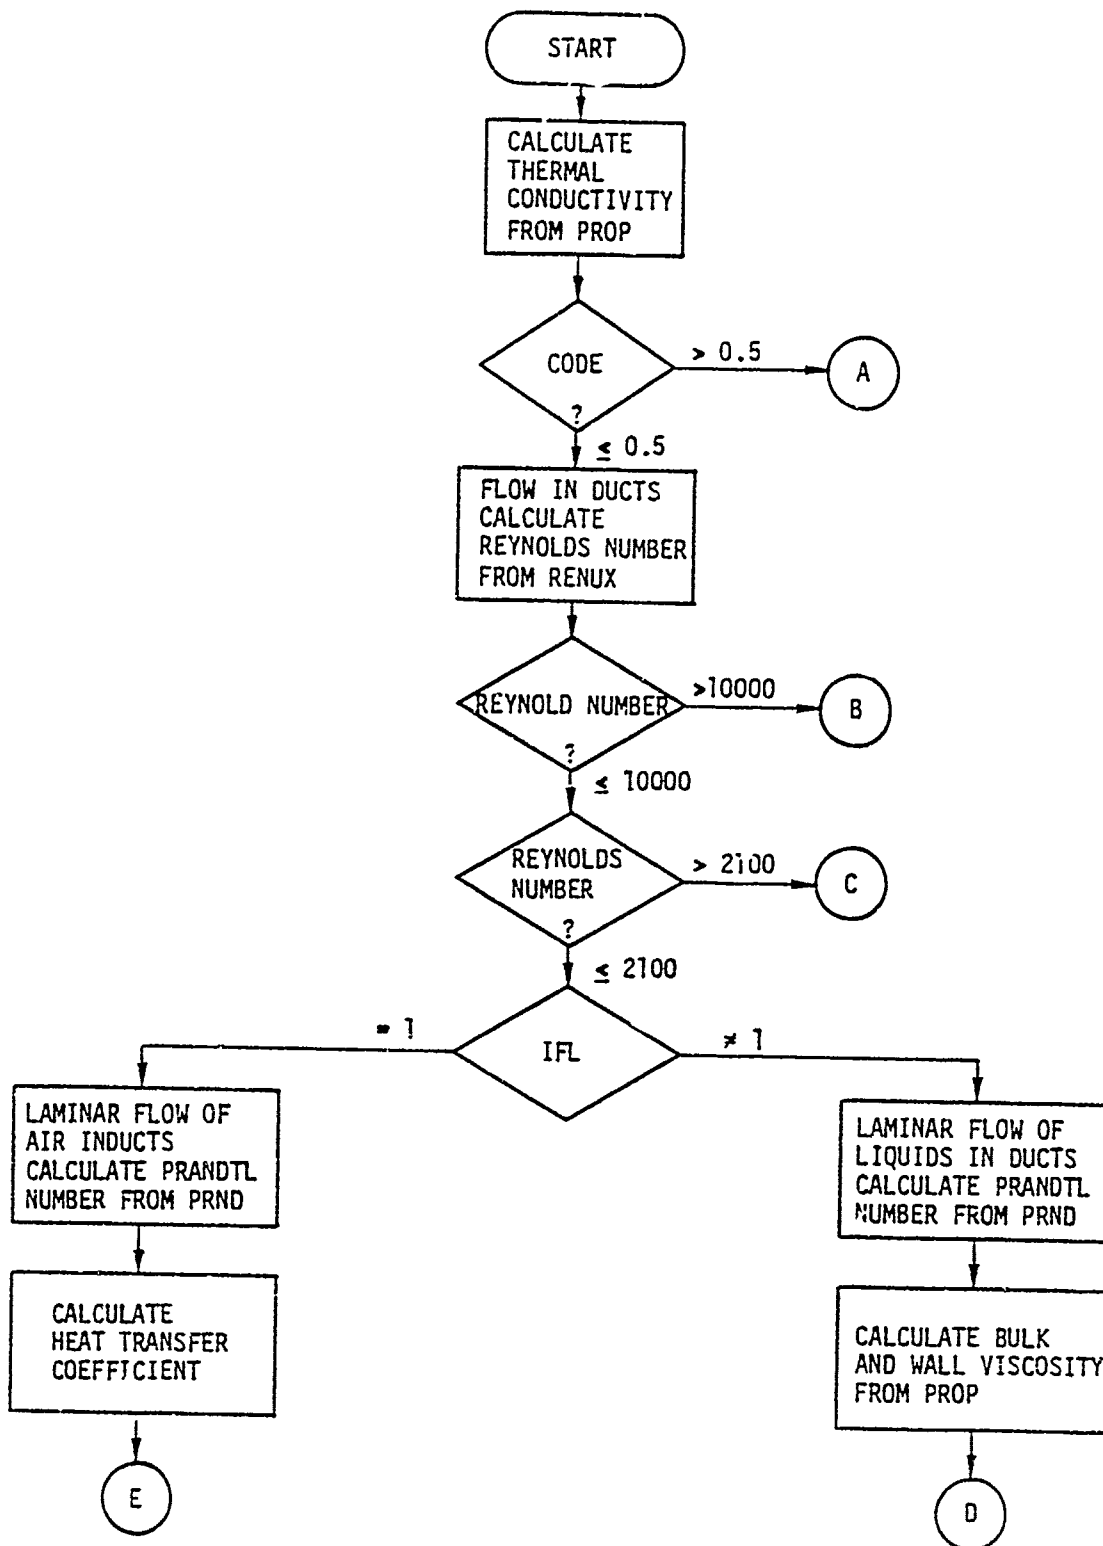 START
CALCULATE
THERMAL
CONDUCTIVITY
FROM PROP
CODE
?
> 0.5
A
≤ 0.5
FLOW IN DUCTS
CALCULATE
REYNOLDS NUMBER
FROM RENUX
REYNOLD NUMBER
?
>10000
B
≤ 10000
REYNOLDS
NUMBER
?
> 2100
C
≤ 2100
IFL
= 1
≠ 1
LAMINAR FLOW OF
AIR INDUCTS
CALCULATE PRANDTL
NUMBER FROM PRND
LAMINAR FLOW OF
LIQUIDS IN DUCTS
CALCULATE PRANDTL
NUMBER FROM PRND
CALCULATE
HEAT TRANSFER
COEFFICIENT
CALCULATE BULK
AND WALL VISCOSITY
FROM PROP
E
D